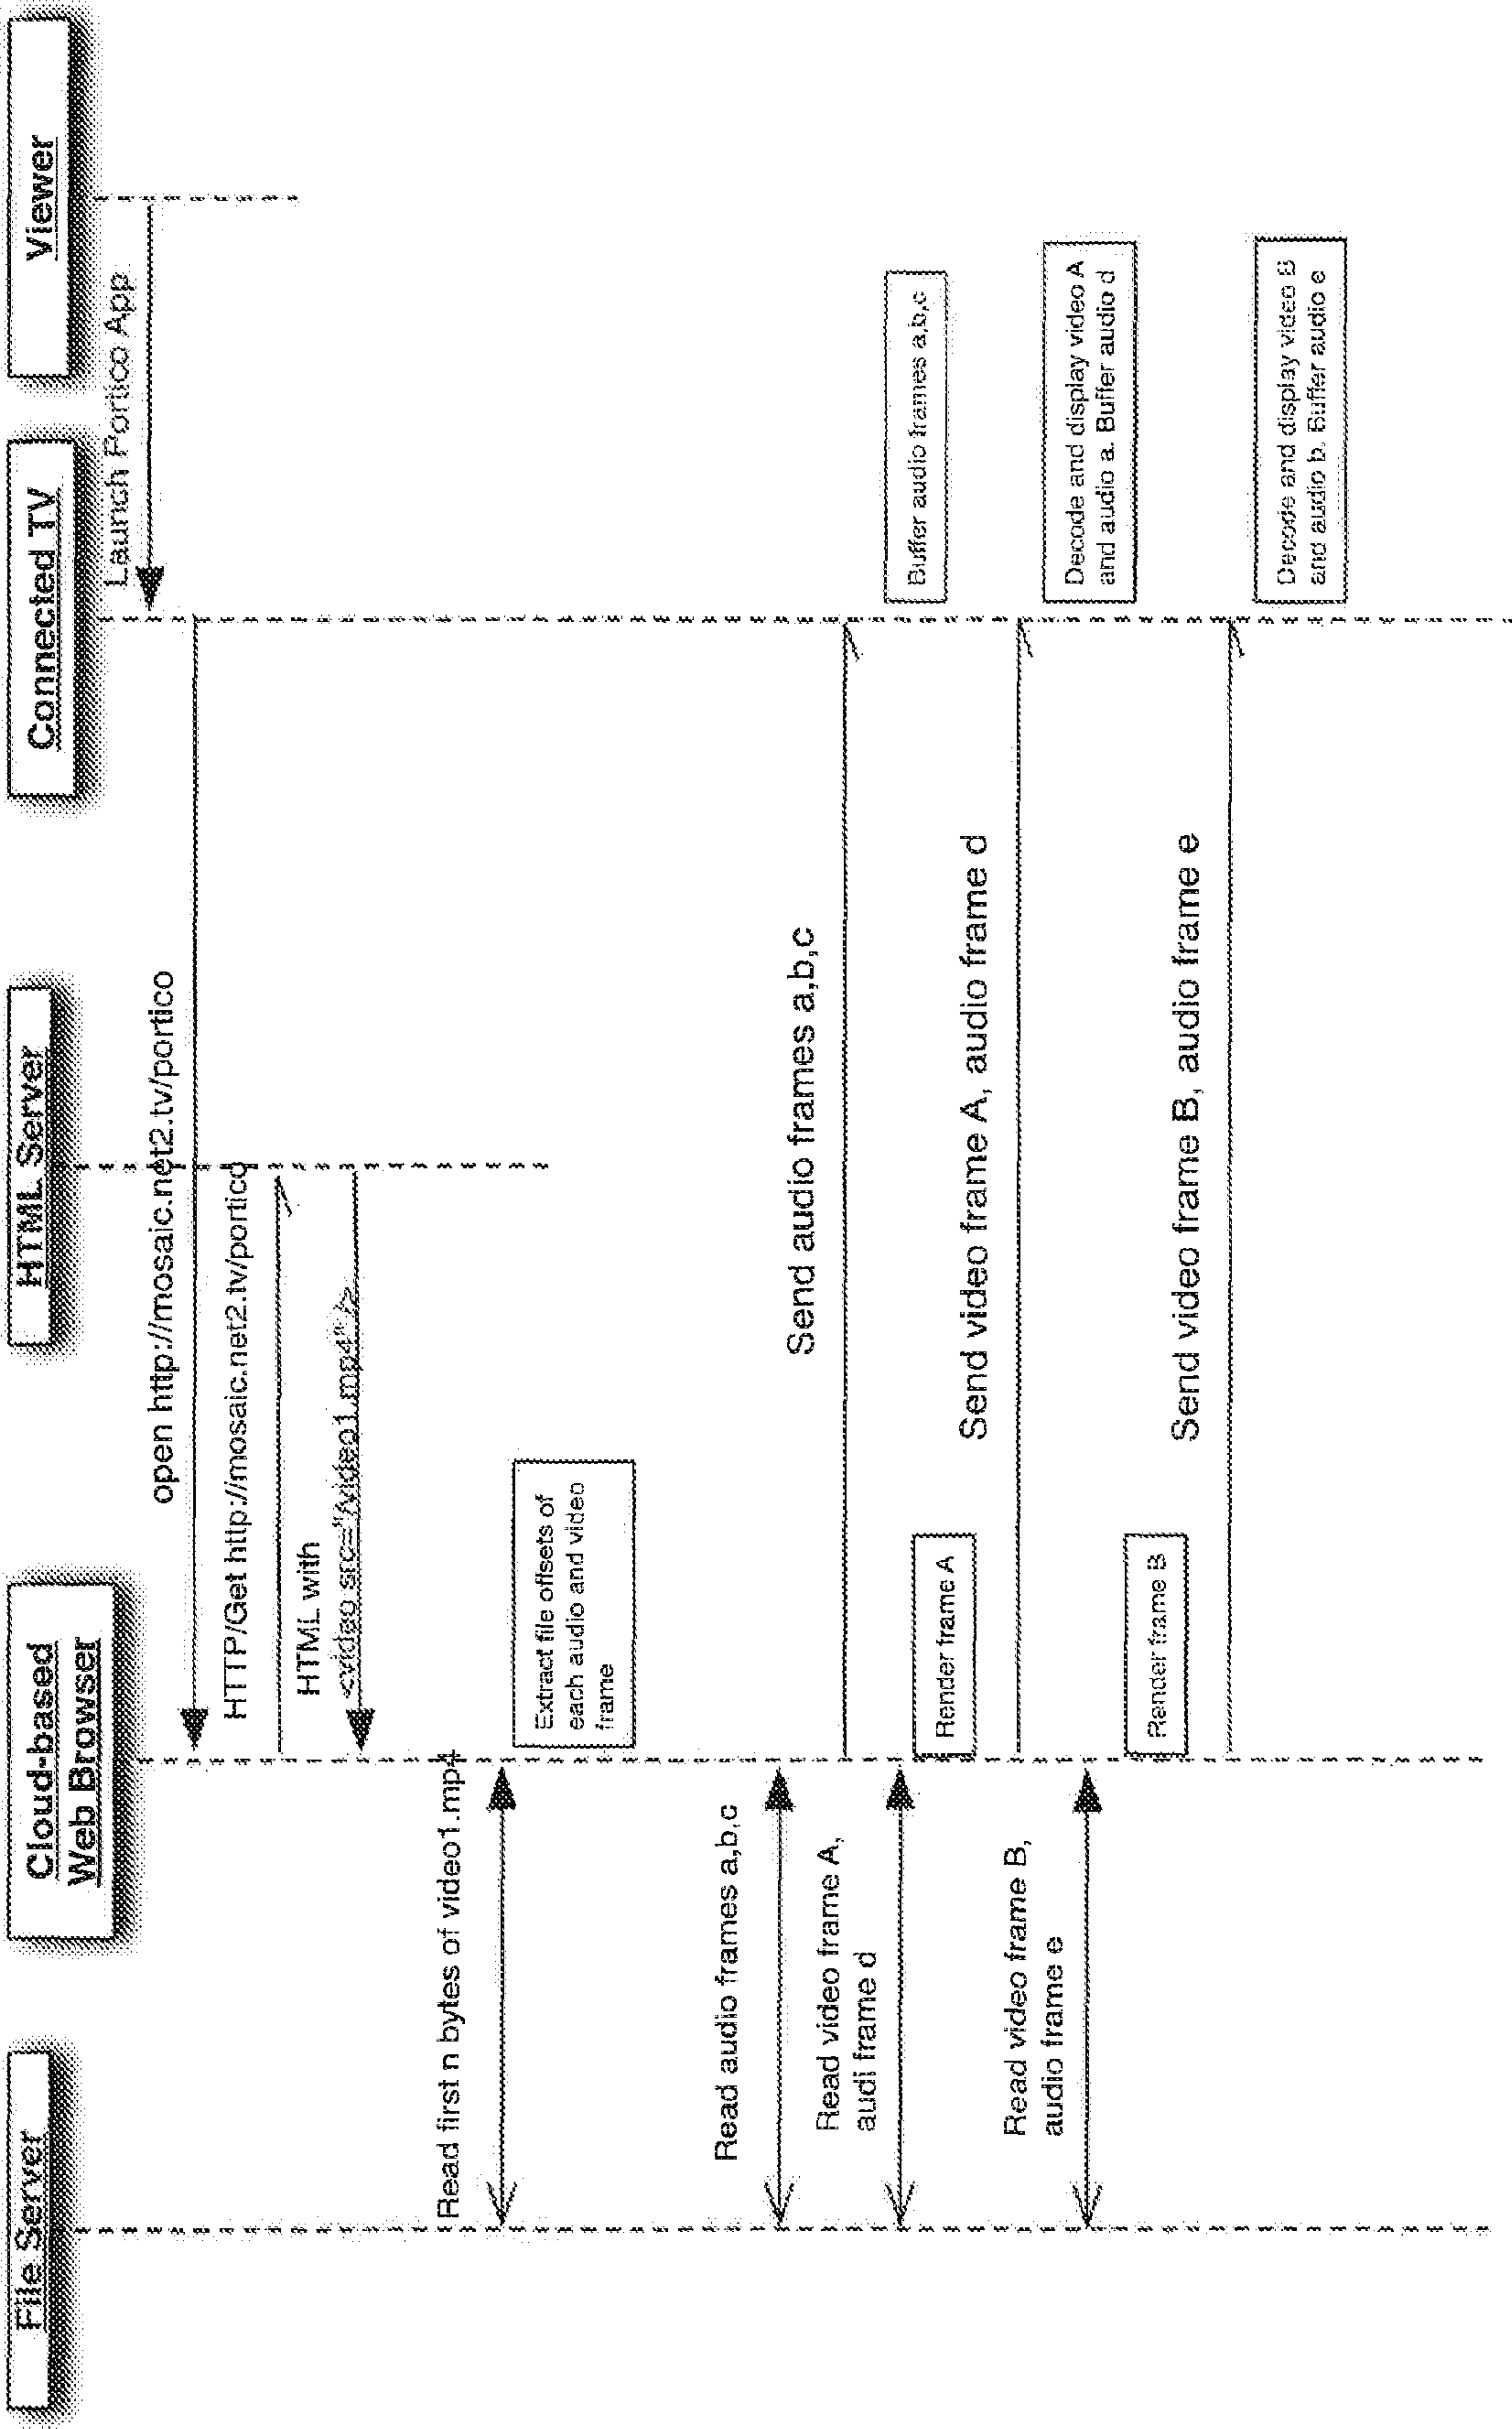 File Server
Cloud-based
Web Browser
HTML Server
Connected TV
Viewer
Launch Portico App
open http://mosaic.net2.tv/portico
HTTP/Get http://mosaic.net2.tv/portico
HTML with
<video src="/video1.mp4" />
Read first n bytes of video1.mp4
Extract file offsets of
each audio and video
frame
Read audio frames a,b,c
Send audio frames a,b,c
Buffer audio frames a,b,c
Read video frame A,
audi frame d
Render frame A
Send video frame A, audio frame d
Decode and display video A
and audio a. Buffer audio d
Read video frame B,
audio frame e
Render frame B
Send video frame B, audio frame e
Decode and display video B
and audio b. Buffer audio e